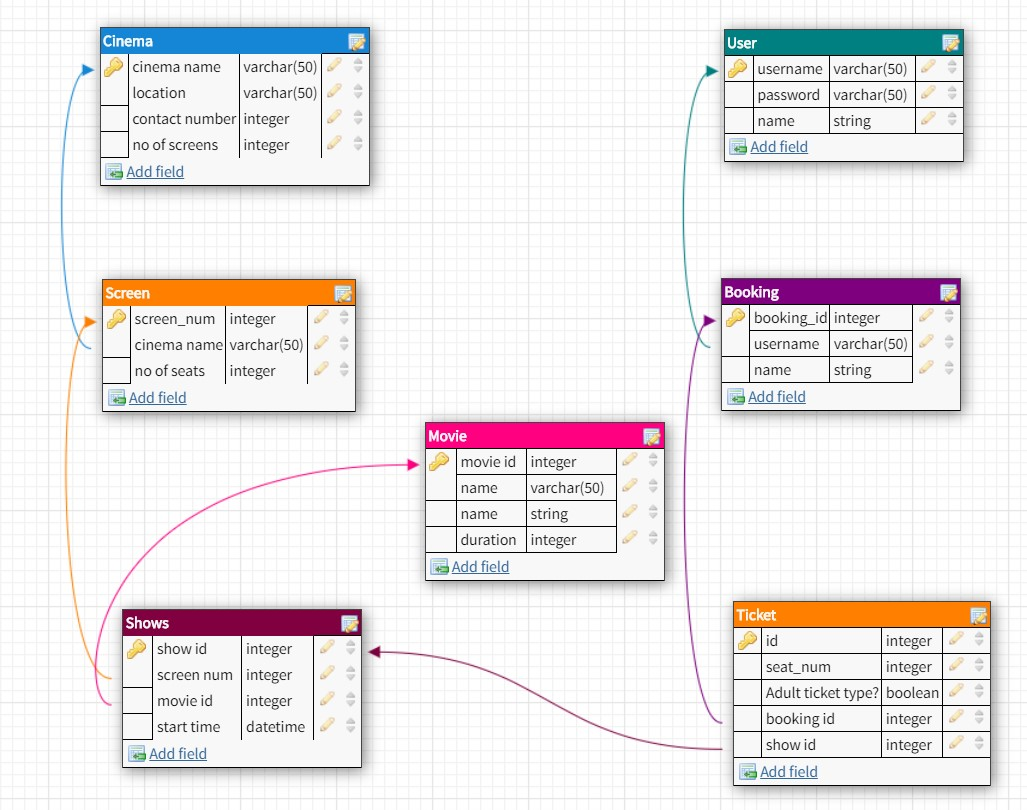 Cinema
cinema name varchar(50)
location varchar(50)
contact number integer
no of screens integer
Add field
User
username varchar(50)
password varchar(50)
name string
Add field
Screen
screen_num integer
cinema name varchar(50)
no of seats integer
Add field
Booking
booking_id integer
username varchar(50)
name string
Add field
Movie
movie id integer
name varchar(50)
name string
duration integer
Add field
Shows
show id integer
screen num integer
movie id integer
start time datetime
Add field
Ticket
id integer
seat_num integer
Adult ticket type? boolean
booking id integer
show id integer
Add field